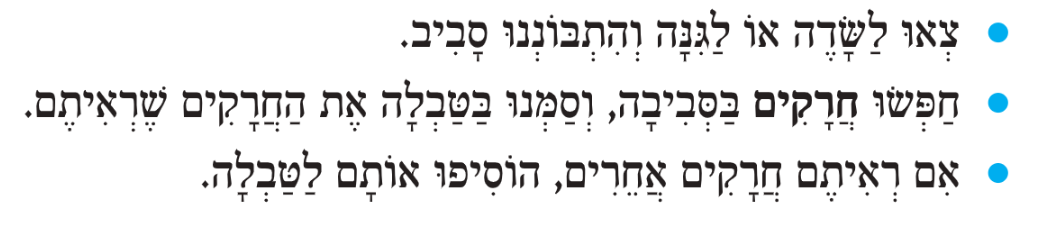 ● צְאוּ לַשָּׂדֶה אוֹ לַגִּנָּה וְהִתְבּוֹנְנוּ סָבִיב.
● חַפְּשׂוּ חֲרָקִים בַּסְּבִיבָה, וְסַמְּנוּ בַּטַּבְלָה אֶת הַחֲרָקִים שֶׁרְאִיתֶם.
● אִם רְאִיתֶם חֲרָקִים אֲחֵרִים, הוֹסִיפוּ אוֹתָם לַטַּבְלָה.